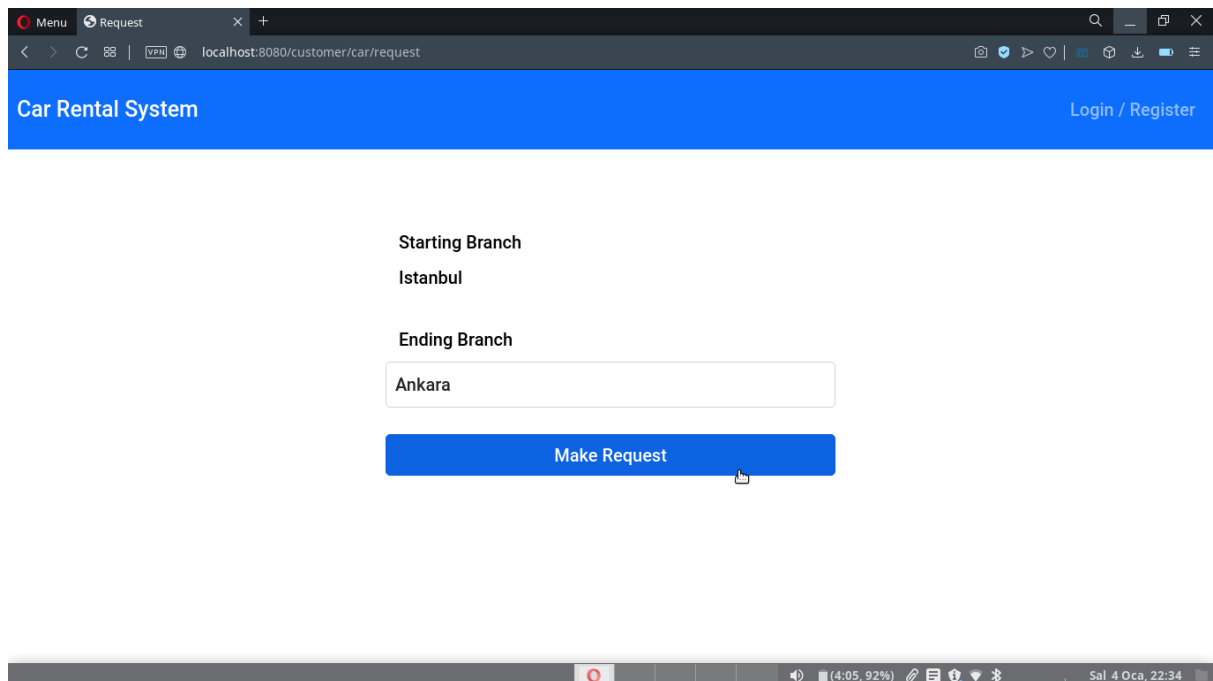 Menu
Request
VPN
localhost:8080/customer/car/request
Car Rental System
Login / Register
Starting Branch
Istanbul
Ending Branch
Ankara
Make Request
(4:05, 92%)
Sal 4 Oca, 22:34